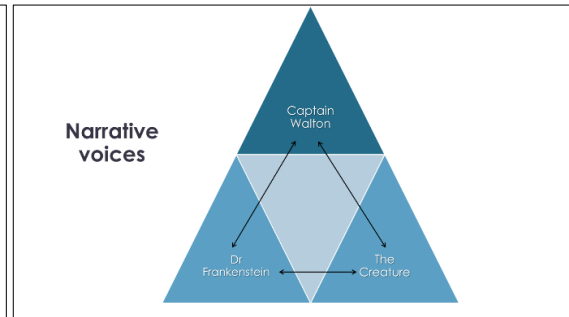 Narrative
voices
Captain
Walton
Dr
Frankenstein
The
Creature